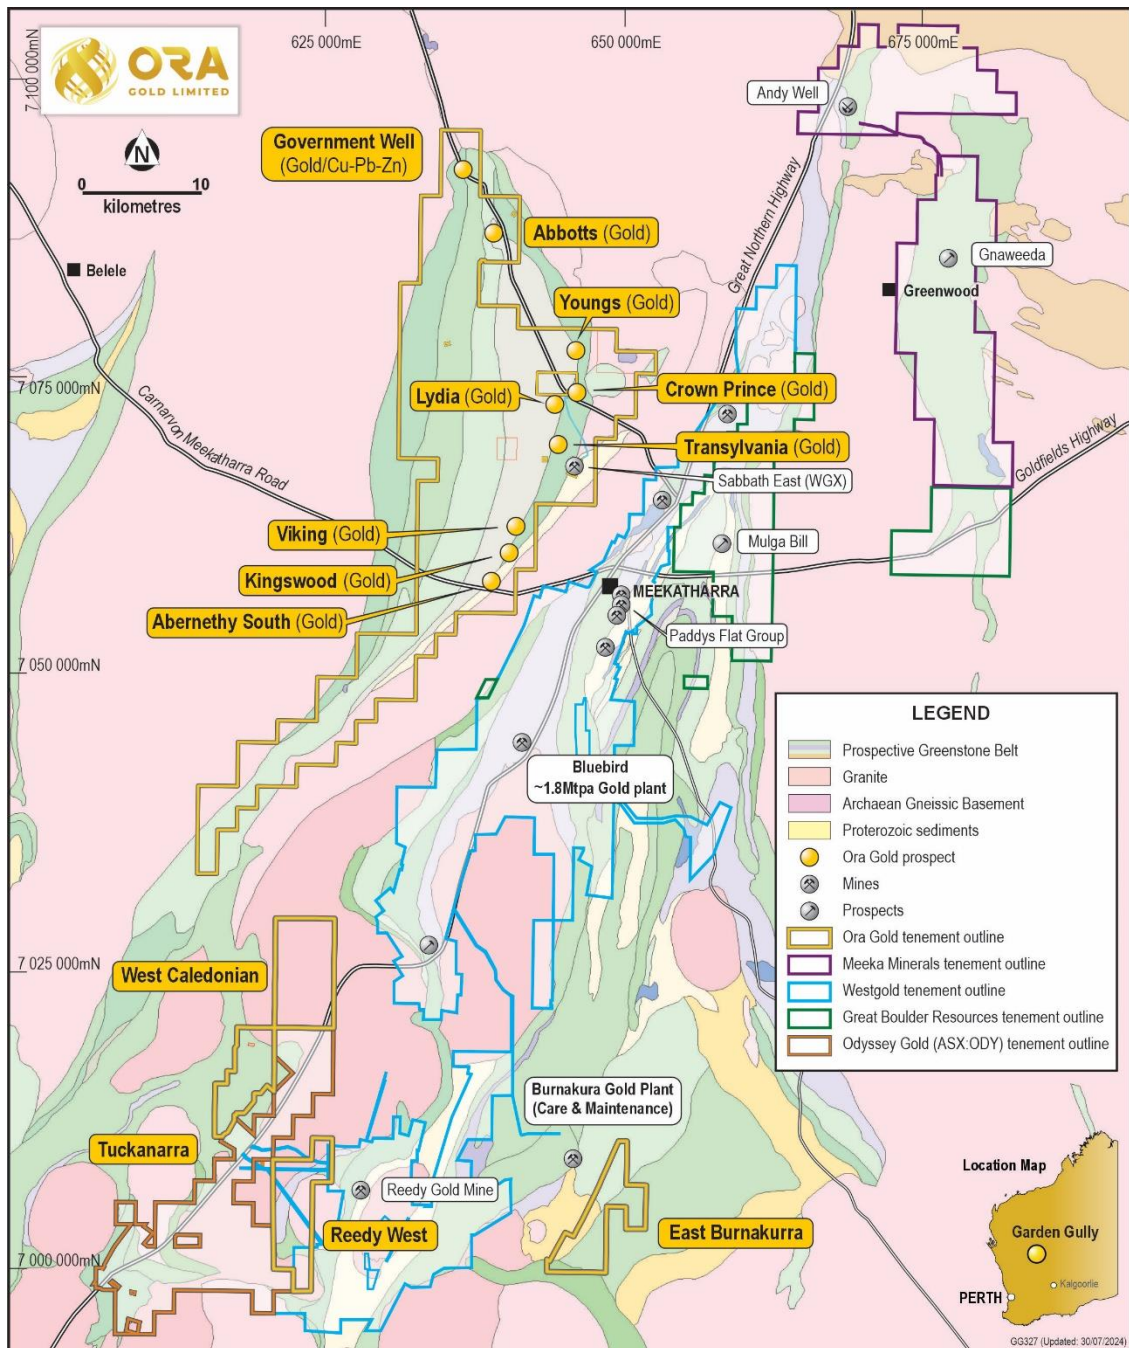 ORA
GOLD LIMITED
625 000mE
650 000mE
675 000mE
7 100 000mN
N
0 10
kilometres
Government Well
(Gold/Cu-Pb-Zn)
Andy Well
Great Northern Highway
Abbotts (Gold)
Gnaweeda
Belele
Greenwood
Youngs (Gold)
7 075 000mN
Carnarvon Meekatharra Road
Lydia (Gold)
Crown Prince (Gold)
Transylvania (Gold)
Goldfields Highway
Sabbath East (WGX)
Viking (Gold)
Mulga Bill
Kingswood (Gold)
MEEKATHARRA
Abernethy South (Gold)
Paddys Flat Group
7 050 000mN
LEGEND
Prospective Greenstone Belt
Granite
Archaean Gneissic Basement
Proterozoic sediments
Ora Gold prospect
Mines
Prospects
Ora Gold tenement outline
Meeka Minerals tenement outline
Westgold tenement outline
Great Boulder Resources tenement outline
Odyssey Gold (ASX:ODY) tenement outline
Bluebird
~1.8Mtpa Gold plant
7 025 000mN
West Caledonian
Burnakura Gold Plant
(Care & Maintenance)
Tuckanarra
Reedy Gold Mine
Reedy West
East Burnakurra
7 000 000mN
Location Map
Garden Gully
Kalgoorlie
PERTH
GG327 (Updated: 30/07/2024)